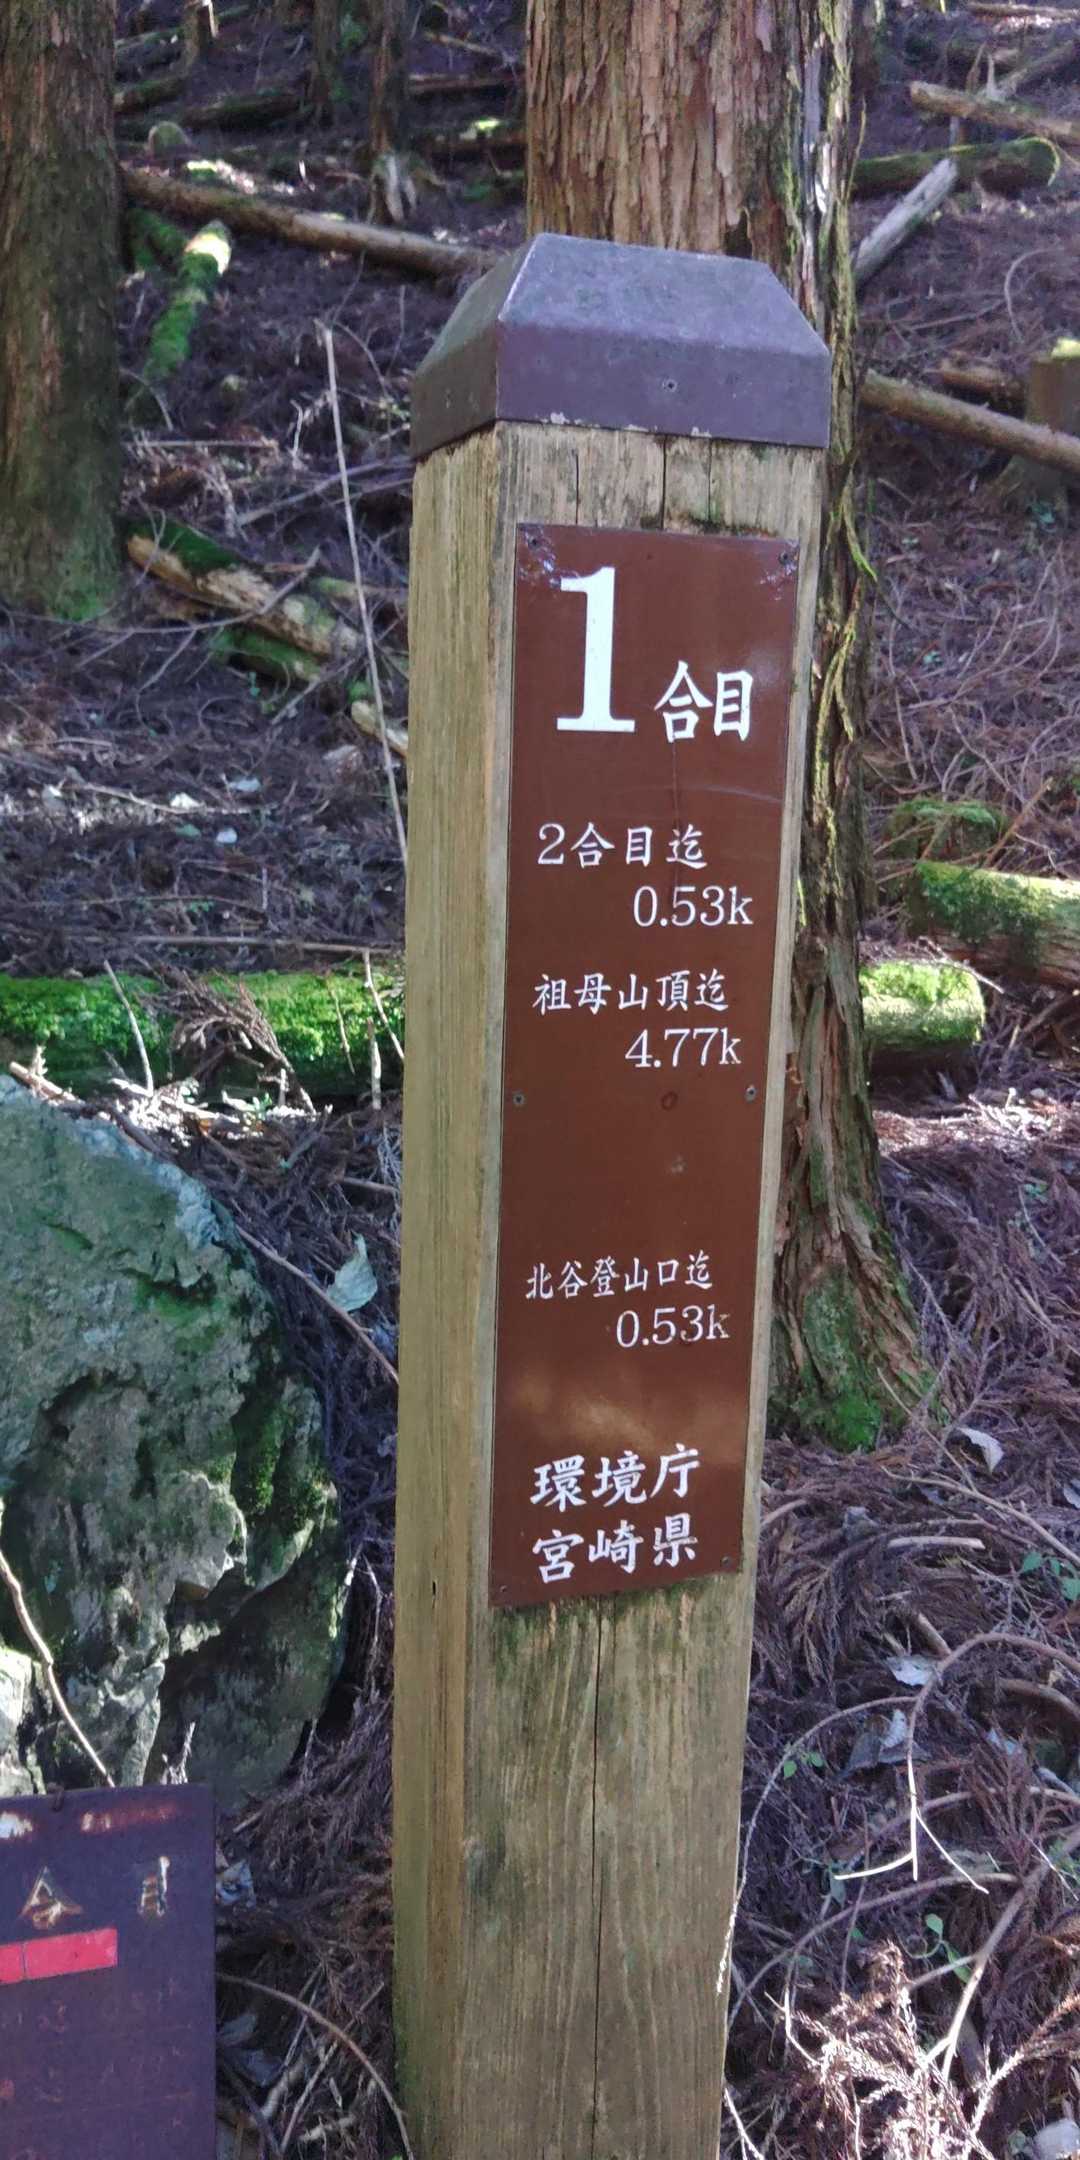 1合目
2合目迄
0.53k
祖母山頂迄
4.77k
北谷登山口迄
0.53k
環境庁
宮崎県